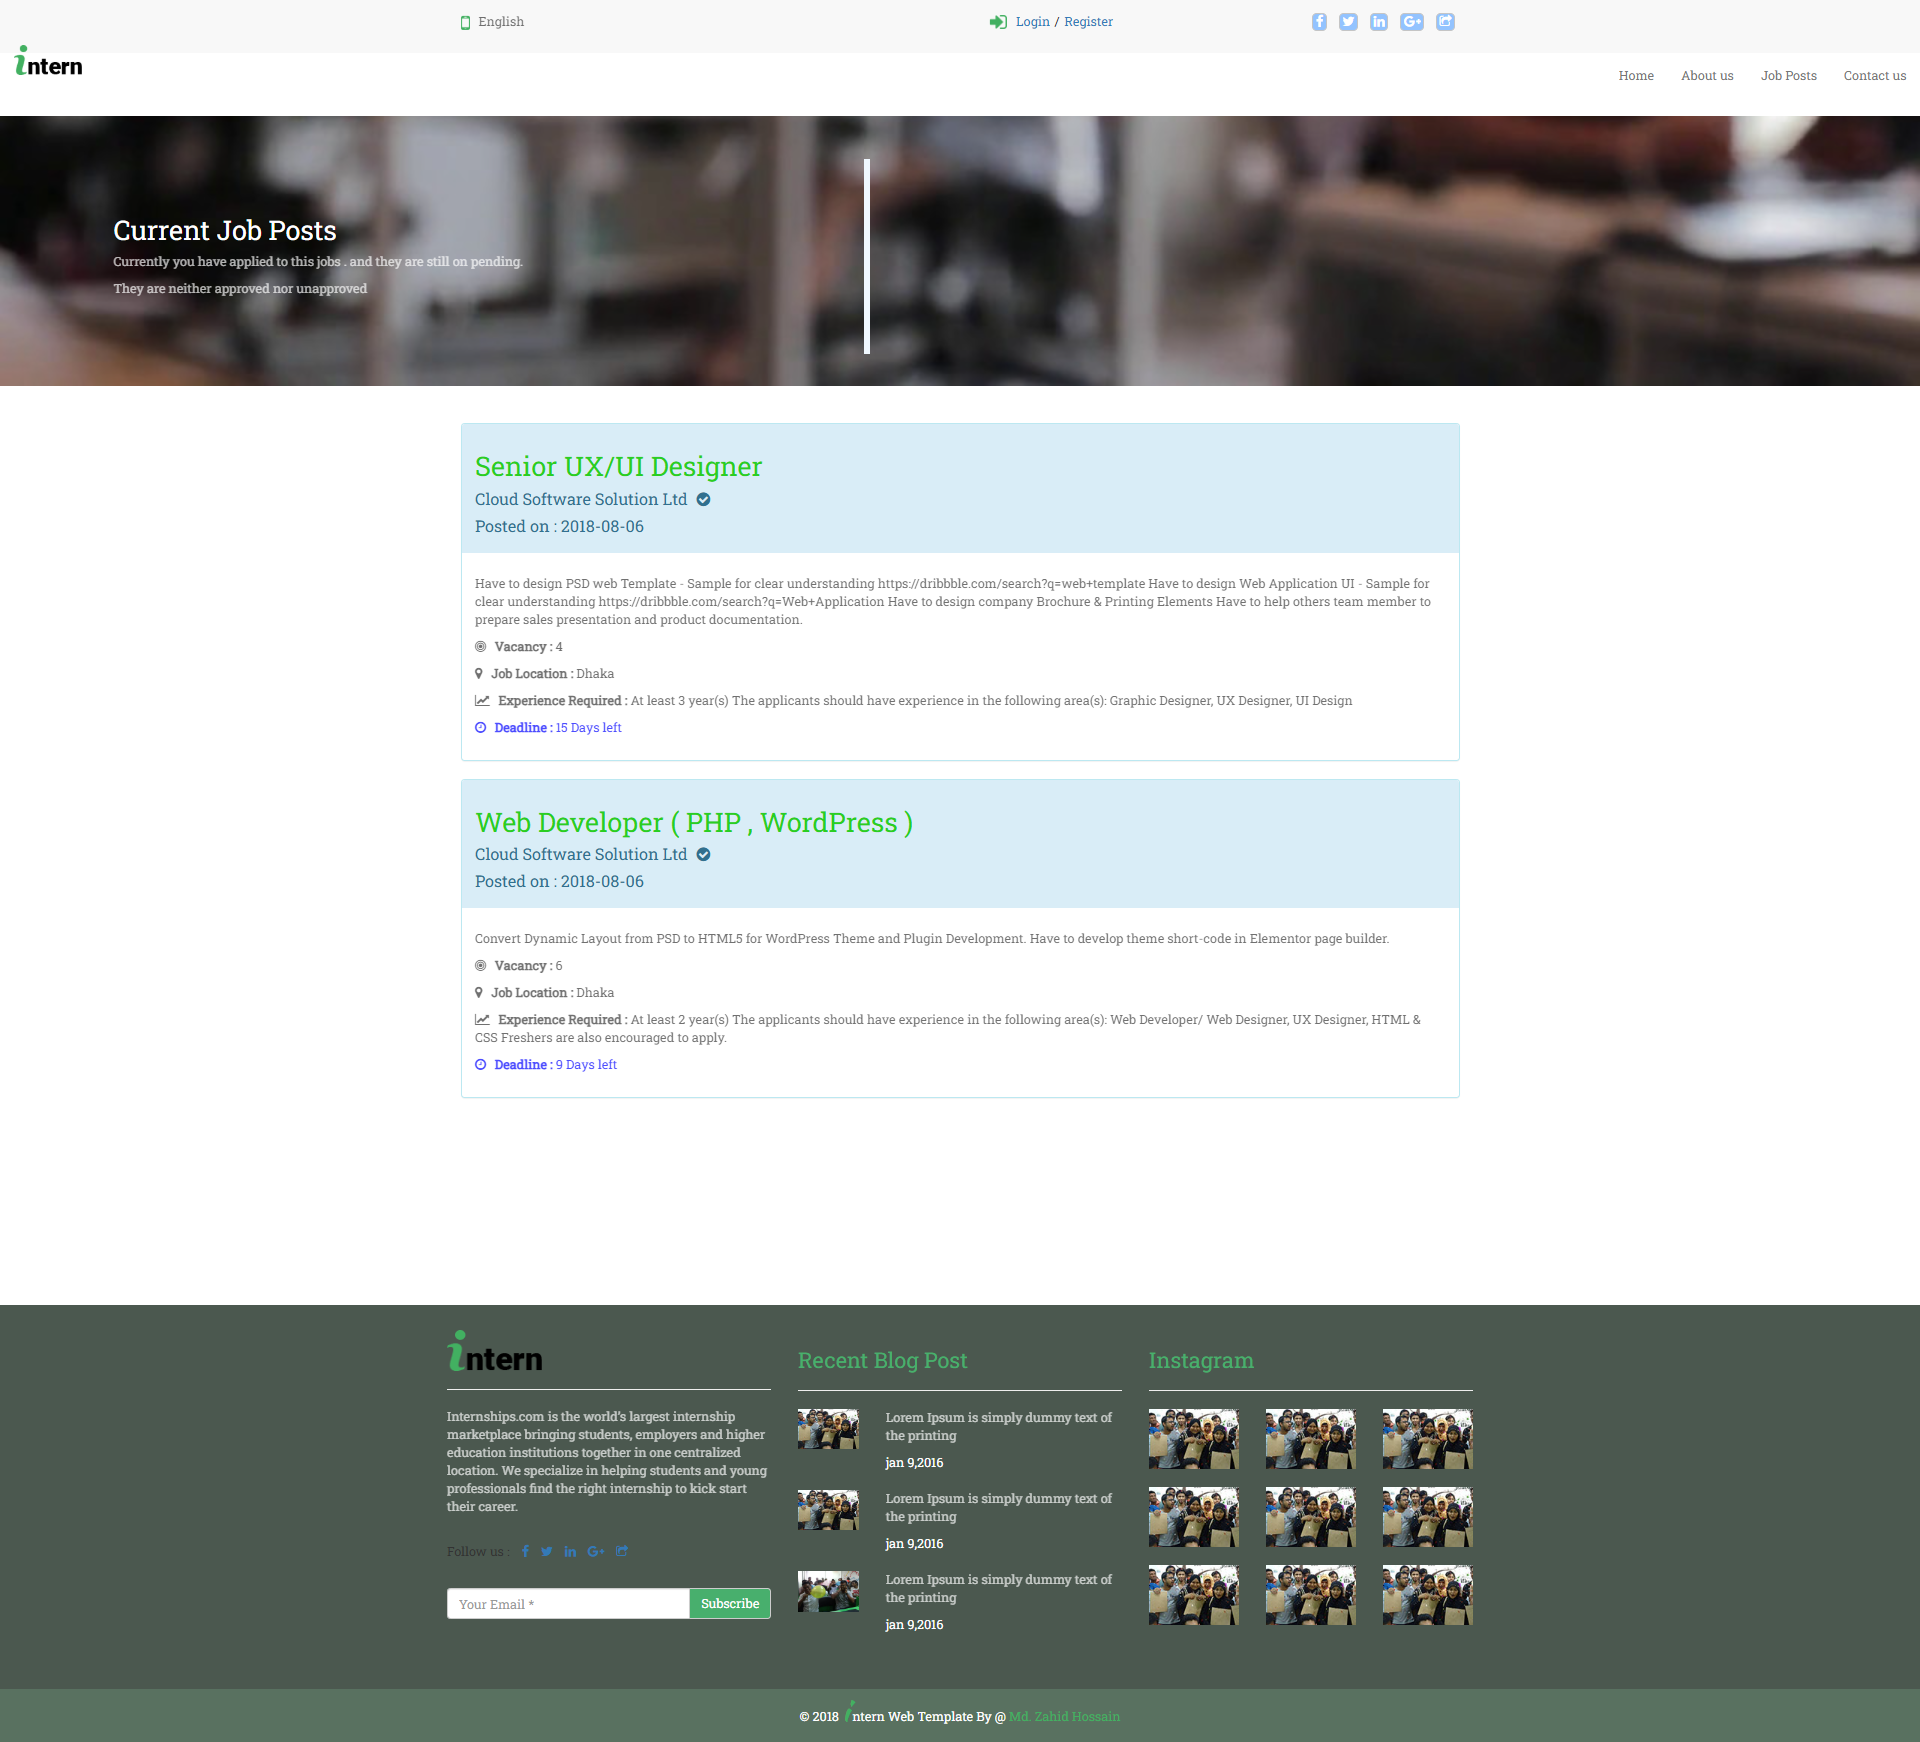 English
Login / Register
intern
Home
About us
Job Posts
Contact us
Current Job Posts
Currently you have applied to this jobs . and they are still on pending.
They are neither approved nor unapproved
Senior UX/UI Designer
Cloud Software Solution Ltd
Posted on : 2018-08-06
Have to design PSD web Template - Sample for clear understanding https://dribbble.com/search?q=web+template Have to design Web Application UI - Sample for
clear understanding https://dribbble.com/search?q=Web+Application Have to design company Brochure & Printing Elements Have to help others team member to
prepare sales presentation and product documentation.
Vacancy : 4
Job Location : Dhaka
Experience Required : At least 3 year(s) The applicants should have experience in the following area(s): Graphic Designer, UX Designer, UI Design
Deadline : 15 Days left
Web Developer ( PHP , WordPress )
Cloud Software Solution Ltd
Posted on : 2018-08-06
Convert Dynamic Layout from PSD to HTML5 for WordPress Theme and Plugin Development. Have to develop theme short-code in Elementor page builder.
Vacancy : 6
Job Location : Dhaka
Experience Required : At least 2 year(s) The applicants should have experience in the following area(s): Web Developer/ Web Designer, UX Designer, HTML &
CSS Freshers are also encouraged to apply.
Deadline : 9 Days left
intern
Internships.com is the world's largest internship
marketplace bringing students, employers and higher
education institutions together in one centralized
location. We specialize in helping students and young
professionals find the right internship to kick start
their career.
Follow us :
Your Email *
Subscribe
Recent Blog Post
Lorem Ipsum is simply dummy text of
the printing
jan 9,2016
Lorem Ipsum is simply dummy text of
the printing
jan 9,2016
Lorem Ipsum is simply dummy text of
the printing
jan 9,2016
Instagram
© 2018 intern Web Template By @ Md. Zahid Hossain